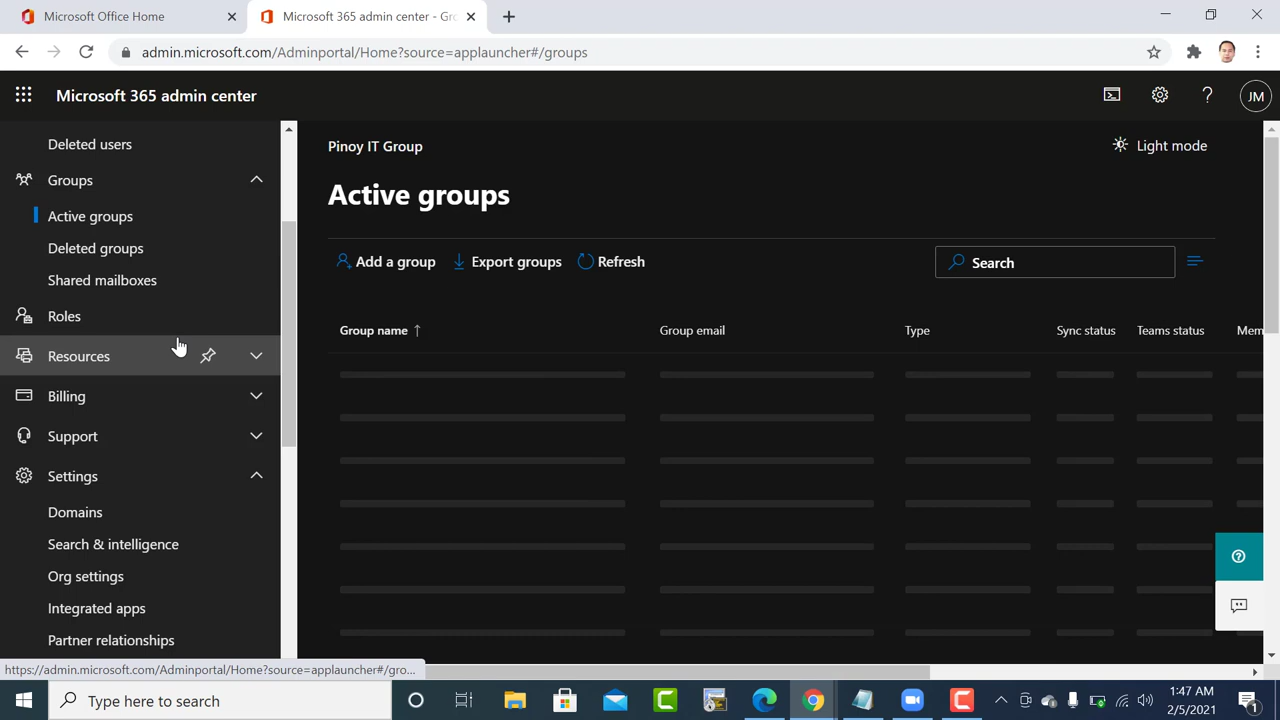 Microsoft Office Home
Microsoft 365 admin center - Gro
admin.microsoft.com/Adminportal/Home?source=applauncher#/groups
Microsoft 365 admin center
JM
Deleted users
Groups
Active groups
Deleted groups
Shared mailboxes
Roles
Resources
Billing
Support
Settings
Domains
Search & intelligence
Org settings
Integrated apps
Partner relationships
Pinoy IT Group
Light mode
Active groups
Add a group
Export groups
Refresh
Search
Group name
Group email
Type
Sync status
Teams status
Mem
https://admin.microsoft.com/Adminportal/Home?source=applauncher#/gro...
Type here to search
1:47 AM
2/5/2021
1